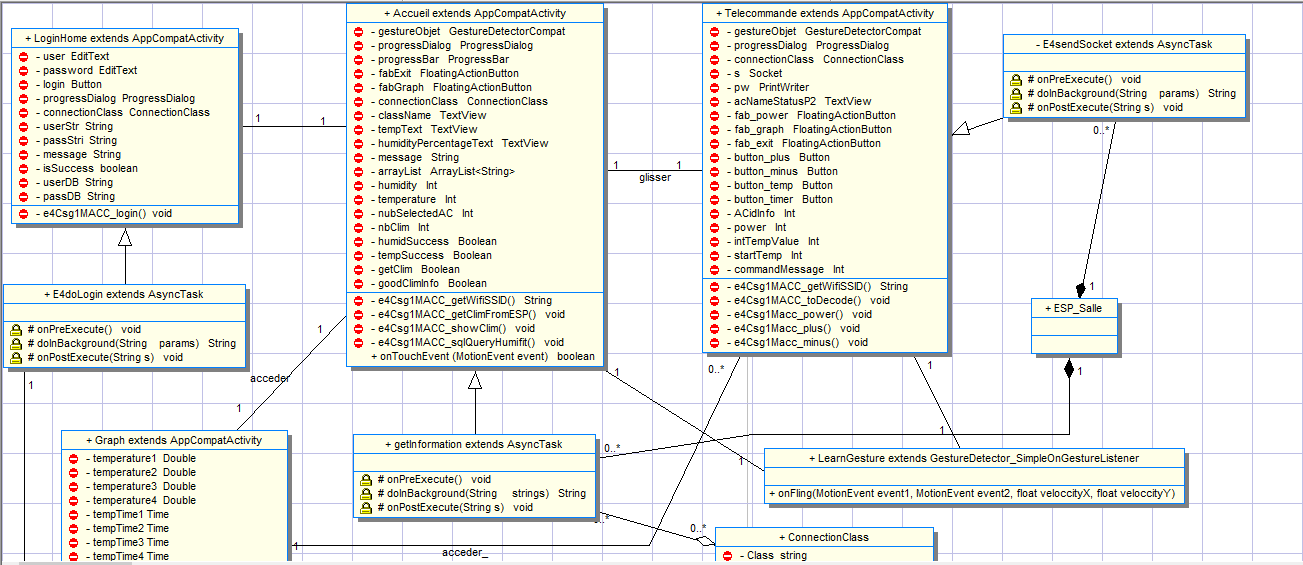 + LoginHome extends AppCompatActivity
- user EditText
- password EditText
- login Button
- progressDialog ProgressDialog
- connectionClass ConnectionClass
- userStr String
- passStri String
- message String
- isSuccess boolean
- userDB String
- passDB String
- e4Csg1MACC_login() void
+ Accueil extends AppCompatActivity
- gestureObjet GestureDetectorCompat
- progressDialog ProgressDialog
- progressBar ProgressBar
- fabExit FloatingActionButton
- fabGraph FloatingActionButton
- connectionClass ConnectionClass
- className TextView
- tempText TextView
- humidityPercentageText TextView
- message String
- arrayList ArrayList<String>
- humidity Int
- temperature Int
- nubSelectedAC Int
- nbClim Int
- humidSuccess Boolean
- tempSuccess Boolean
- getClim Boolean
- goodClimInfo Boolean
- e4Csg1MACC_getWifiSSID() String
- e4Csg1MACC_getClimFromESP() void
- e4Csg1MACC_showClim() void
- e4Csg1MACC_sqlQueryHumifit() void
+ onTouchEvent (MotionEvent event) boolean
+ Telecommande extends AppCompatActivity
- gestureObjet GestureDetectorCompat
- progressDialog ProgressDialog
- connectionClass ConnectionClass
- s Socket
- pw PrintWriter
- acNameStatusP2 TextView
- fab_power FloatingActionButton
- fab_graph FloatingActionButton
- fab_exit FloatingActionButton
- button_plus Button
- button_minus Button
- button_temp Button
- button_timer Button
- ACidInfo Int
- power Int
- intTempValue Int
- startTemp Int
- commandMessage Int
- e4Csg1MACC_getWifiSSID() String
- e4Csg1MACC_toDecode() void
- e4Csg1Macc_power() void
- e4Csg1Macc_plus() void
- e4Csg1Macc_minus() void
- E4sendSocket extends AsyncTask
# onPreExecute() void
# doInBackground(String params) String
# onPostExecute(String s) void
1
1
1
1
glisser
0..*
1
+ ESP_Salle
1
+ E4doLogin extends AsyncTask
# onPreExecute() void
# doInBackground(String params) String
# onPostExecute(String s) void
1
1
acceder
1
+ Graph extends AppCompatActivity
- temperature1 Double
- temperature2 Double
- temperature3 Double
- temperature4 Double
- tempTime1 Time
- tempTime2 Time
- tempTime3 Time
- tempTime4 Time
+ getInformation extends AsyncTask
# onPreExecute() void
# doInBackground(String strings) String
# onPostExecute(String s) void
0..*
1
1
1
0..*
1
1
+ LearnGesture extends GestureDetector_SimpleOnGestureListener
+ onFling(MotionEvent event1, MotionEvent event2, float veloccityX, float veloccityY)
0..*
1
acceder_
+ ConnectionClass
- Class string